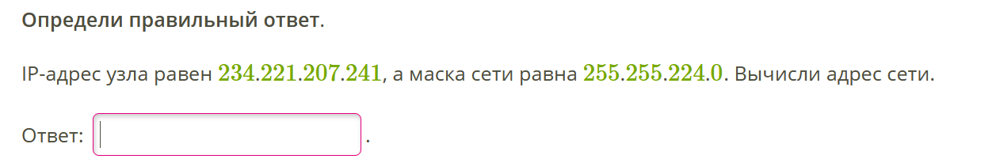 Определи правильный ответ.
IP-адрес узла равен 234.221.207.241, а маска сети равна 255.255.224.0. Вычисли адрес сети.
Ответ: .